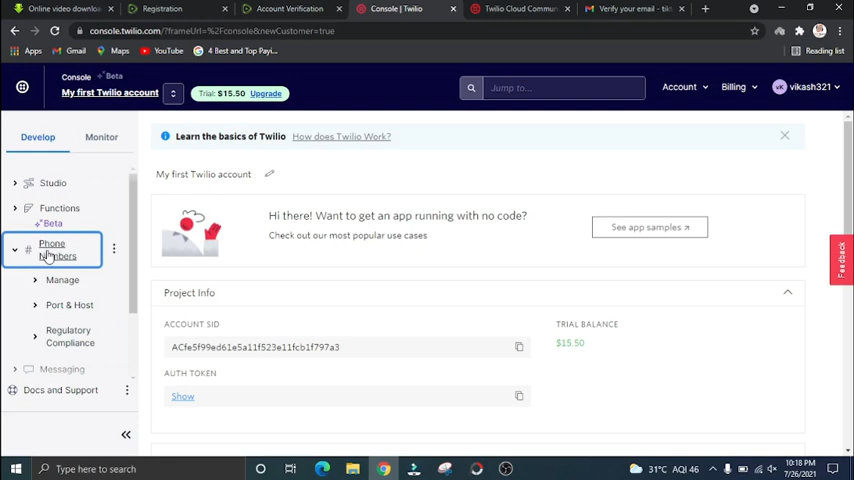 Online video downloa
Registration
Account Verification
Console | Twilio
Twilio Cloud Commun
Verify your email - tikt
console.twilio.com/?frameUrl=%2Fconsole&newCustomer=true
Apps
Gmail
Maps
YouTube
4 Best and Top Payi...
Reading list
Console Beta
My first Twilio account
Trial: $15.50 Upgrade
Jump to...
Account
Billing
VK
vikash321
Develop
Monitor
Learn the basics of Twilio How does Twilio Work?
Studio
Functions
Beta
Phone
Numbers
Manage
Port & Host
Regulatory
Compliance
Messaging
Docs and Support
My first Twilio account
Hi there! Want to get an app running with no code?
Check out our most popular use cases
See app samples
Project Info
ACCOUNT SID
ACfe5f99ed61e5a11f523e11fcb1f797a3
AUTH TOKEN
Show
TRIAL BALANCE
$15.50
Feedback
Type here to search
31°C AQI 46
10:18 PM
7/26/2021